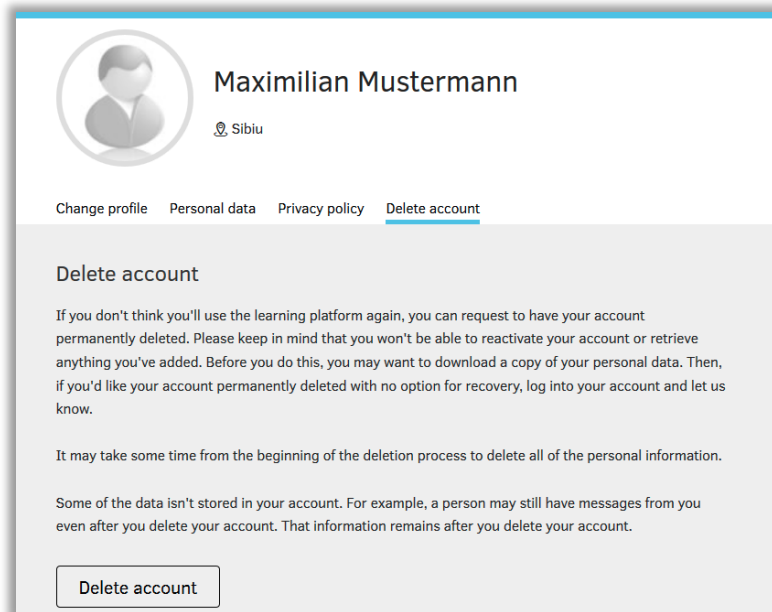 Maximilian Mustermann
Sibiu
Change profile Personal data Privacy policy Delete account
Delete account
If you don't think you'll use the learning platform again, you can request to have your account
permanently deleted. Please keep in mind that you won't be able to reactivate your account or retrieve
anything you've added. Before you do this, you may want to download a copy of your personal data. Then,
if you'd like your account permanently deleted with no option for recovery, log into your account and let us
know.
It may take some time from the beginning of the deletion process to delete all of the personal information.
Some of the data isn't stored in your account. For example, a person may still have messages from you
even after you delete your account. That information remains after you delete your account.
Delete account